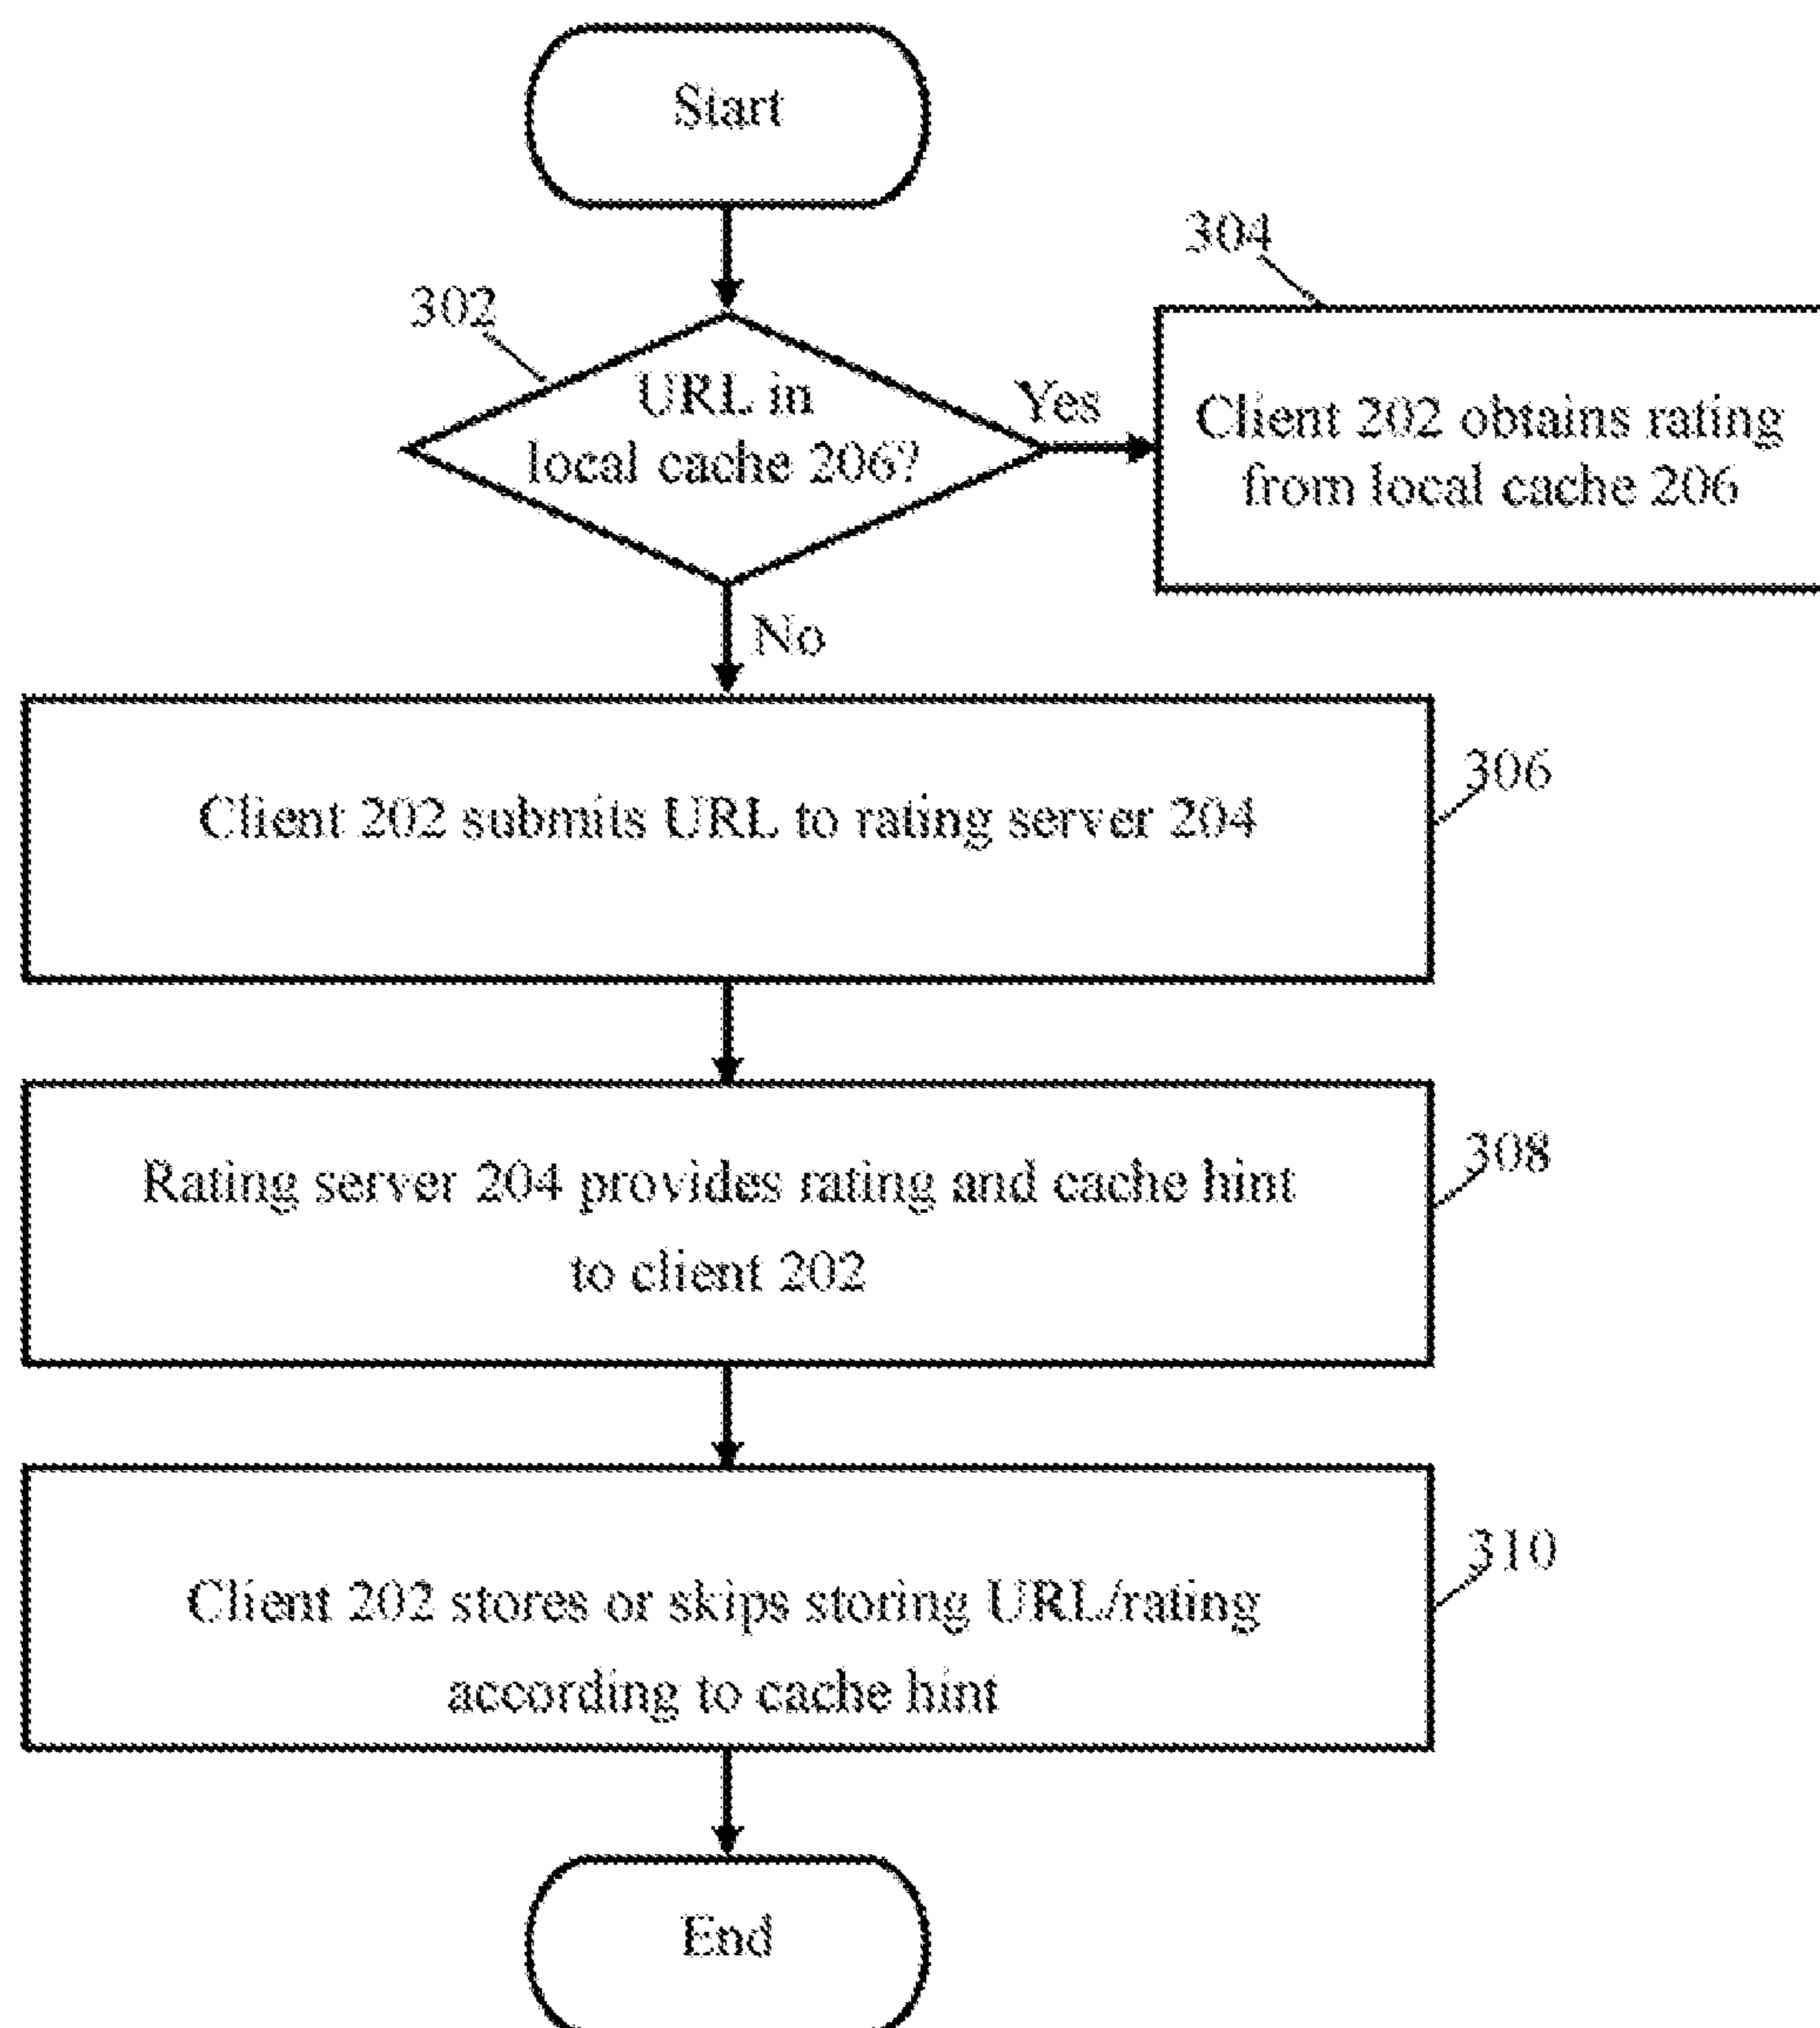 Start
304
302
URL in
local cache 206?
Yes
Client 202 obtains rating
from local cache 206
No
306
Client 202 submits URL to rating server 204
308
Rating server 204 provides rating and cache hint
to client 202
310
Client 202 stores or skips storing URL/rating
according to cache hint
End